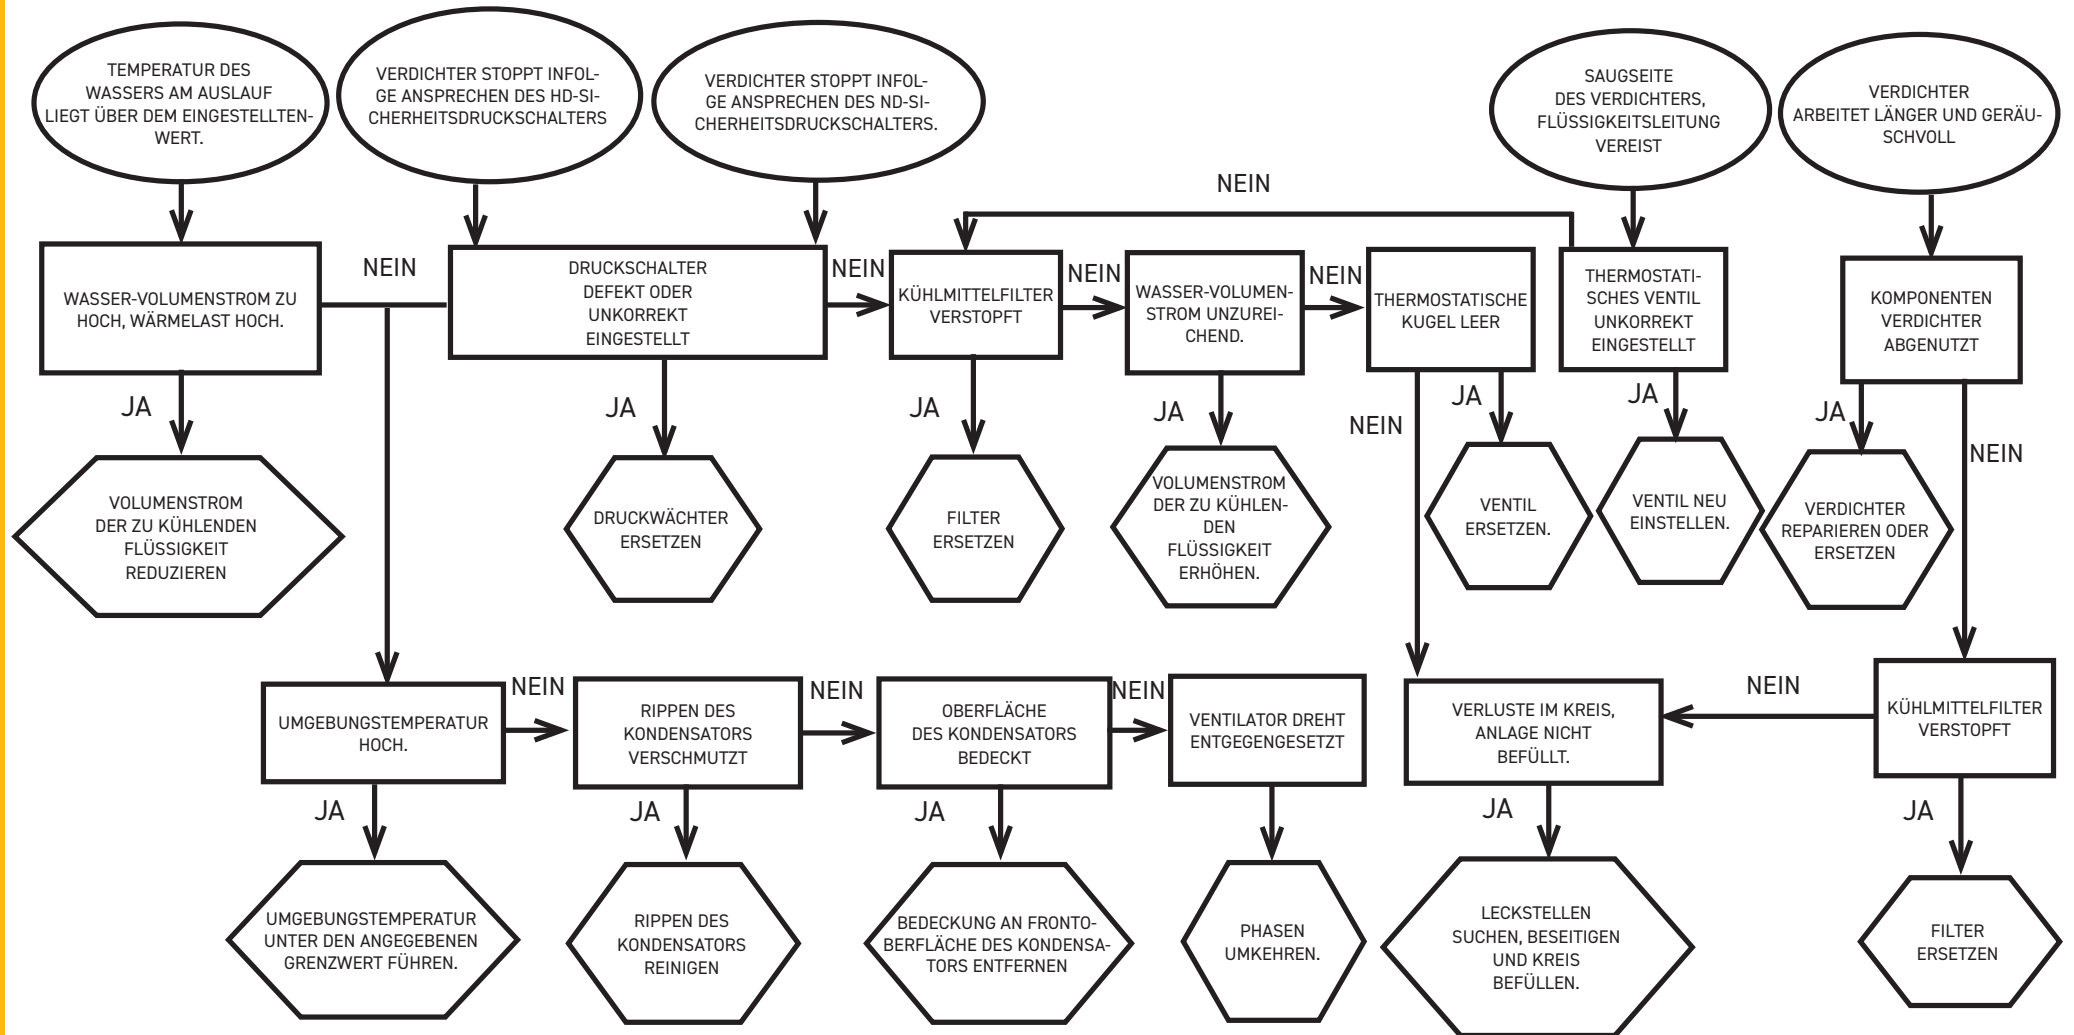 TEMPERATUR DES
WASSERS AM AUSLAUF
LIEGT ÜBER DEM EINGESTELLTEN-
WERT.
VERDICHTER STOPPT INFOL-
GE ANSPRECHEN DES HD-SI-
CHERHEITSDRUCKSCHALTERS
VERDICHTER STOPPT INFOL-
GE ANSPRECHEN DES ND-SI-
CHERHEITSDRUCKSCHALTERS.
SAUGSEITE
DES VERDICHTERS,
FLÜSSIGKEITSLEITUNG
VEREIST
VERDICHTER
ARBEITET LÄNGER UND GERÄU-
SCHVOLL
NEIN
WASSER-VOLUMENSTROM ZU
HOCH, WÄRMELAST HOCH.
NEIN
DRUCKSCHALTER
DEFEKT ODER
UNKORREKT
EINGESTELLT
NEIN
KÜHLMITTELFILTER
VERSTOPFT
NEIN
WASSER-VOLUMEN-
STROM UNZUREI-
CHEND.
NEIN
THERMOSTATISCHE
KUGEL LEER
THERMOSTATI-
SCHES VENTIL
UNKORREKT
EINGESTELLT
KOMPONENTEN
VERDICHTER
ABGENUTZT
JA
JA
JA
JA
NEIN
JA
JA
JA
NEIN
VOLUMENSTROM
DER ZU KÜHLENDEN
FLÜSSIGKEIT
REDUZIEREN
DRUCKWÄCHTER
ERSETZEN
FILTER
ERSETZEN
VOLUMENSTROM
DER ZU KÜHLEN-
DEN
FLÜSSIGKEIT
ERHÖHEN.
VENTIL
ERSETZEN.
VENTIL NEU
EINSTELLEN.
VERDICHTER
REPARIEREN ODER
ERSETZEN
UMGEBUNGSTEMPERATUR
HOCH.
NEIN
RIPPEN DES
KONDENSATORS
VERSCHMUTZT
NEIN
OBERFLÄCHE
DES KONDENSATORS
BEDECKT
NEIN
VENTILATOR DREHT
ENTGEGENGESETZT
VERLUSTE IM KREIS,
ANLAGE NICHT
BEFÜLLT.
NEIN
KÜHLMITTELFILTER
VERSTOPFT
JA
JA
JA
JA
JA
UMGEBUNGSTEMPERATUR
UNTER DEN ANGEGEBENEN
GRENZWERT FÜHREN.
RIPPEN DES
KONDENSATORS
REINIGEN
BEDECKUNG AN FRONTO-
BERFLÄCHE DES KONDENSA-
TORS ENTFERNEN
PHASEN
UMKEHREN.
LECKSTELLEN
SUCHEN, BESEITIGEN
UND KREIS
BEFÜLLEN.
FILTER
ERSETZEN